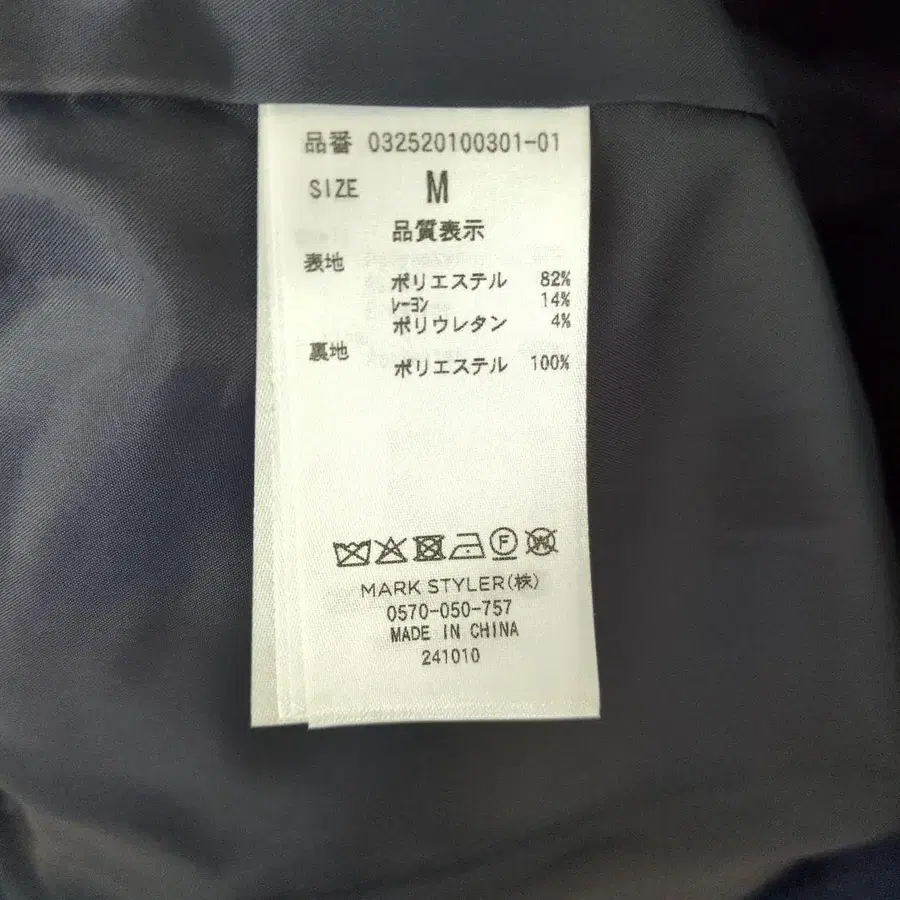 品番 032520100301-01
SIZE M
品質表示
表地
ポリエステル 82%
ﾚｰﾖﾝ 14%
ポリウレタン 4%
裏地
ポリエステル 100%
F
W
MARK STYLER(株)
0570-050-757
MADE IN CHINA
241010